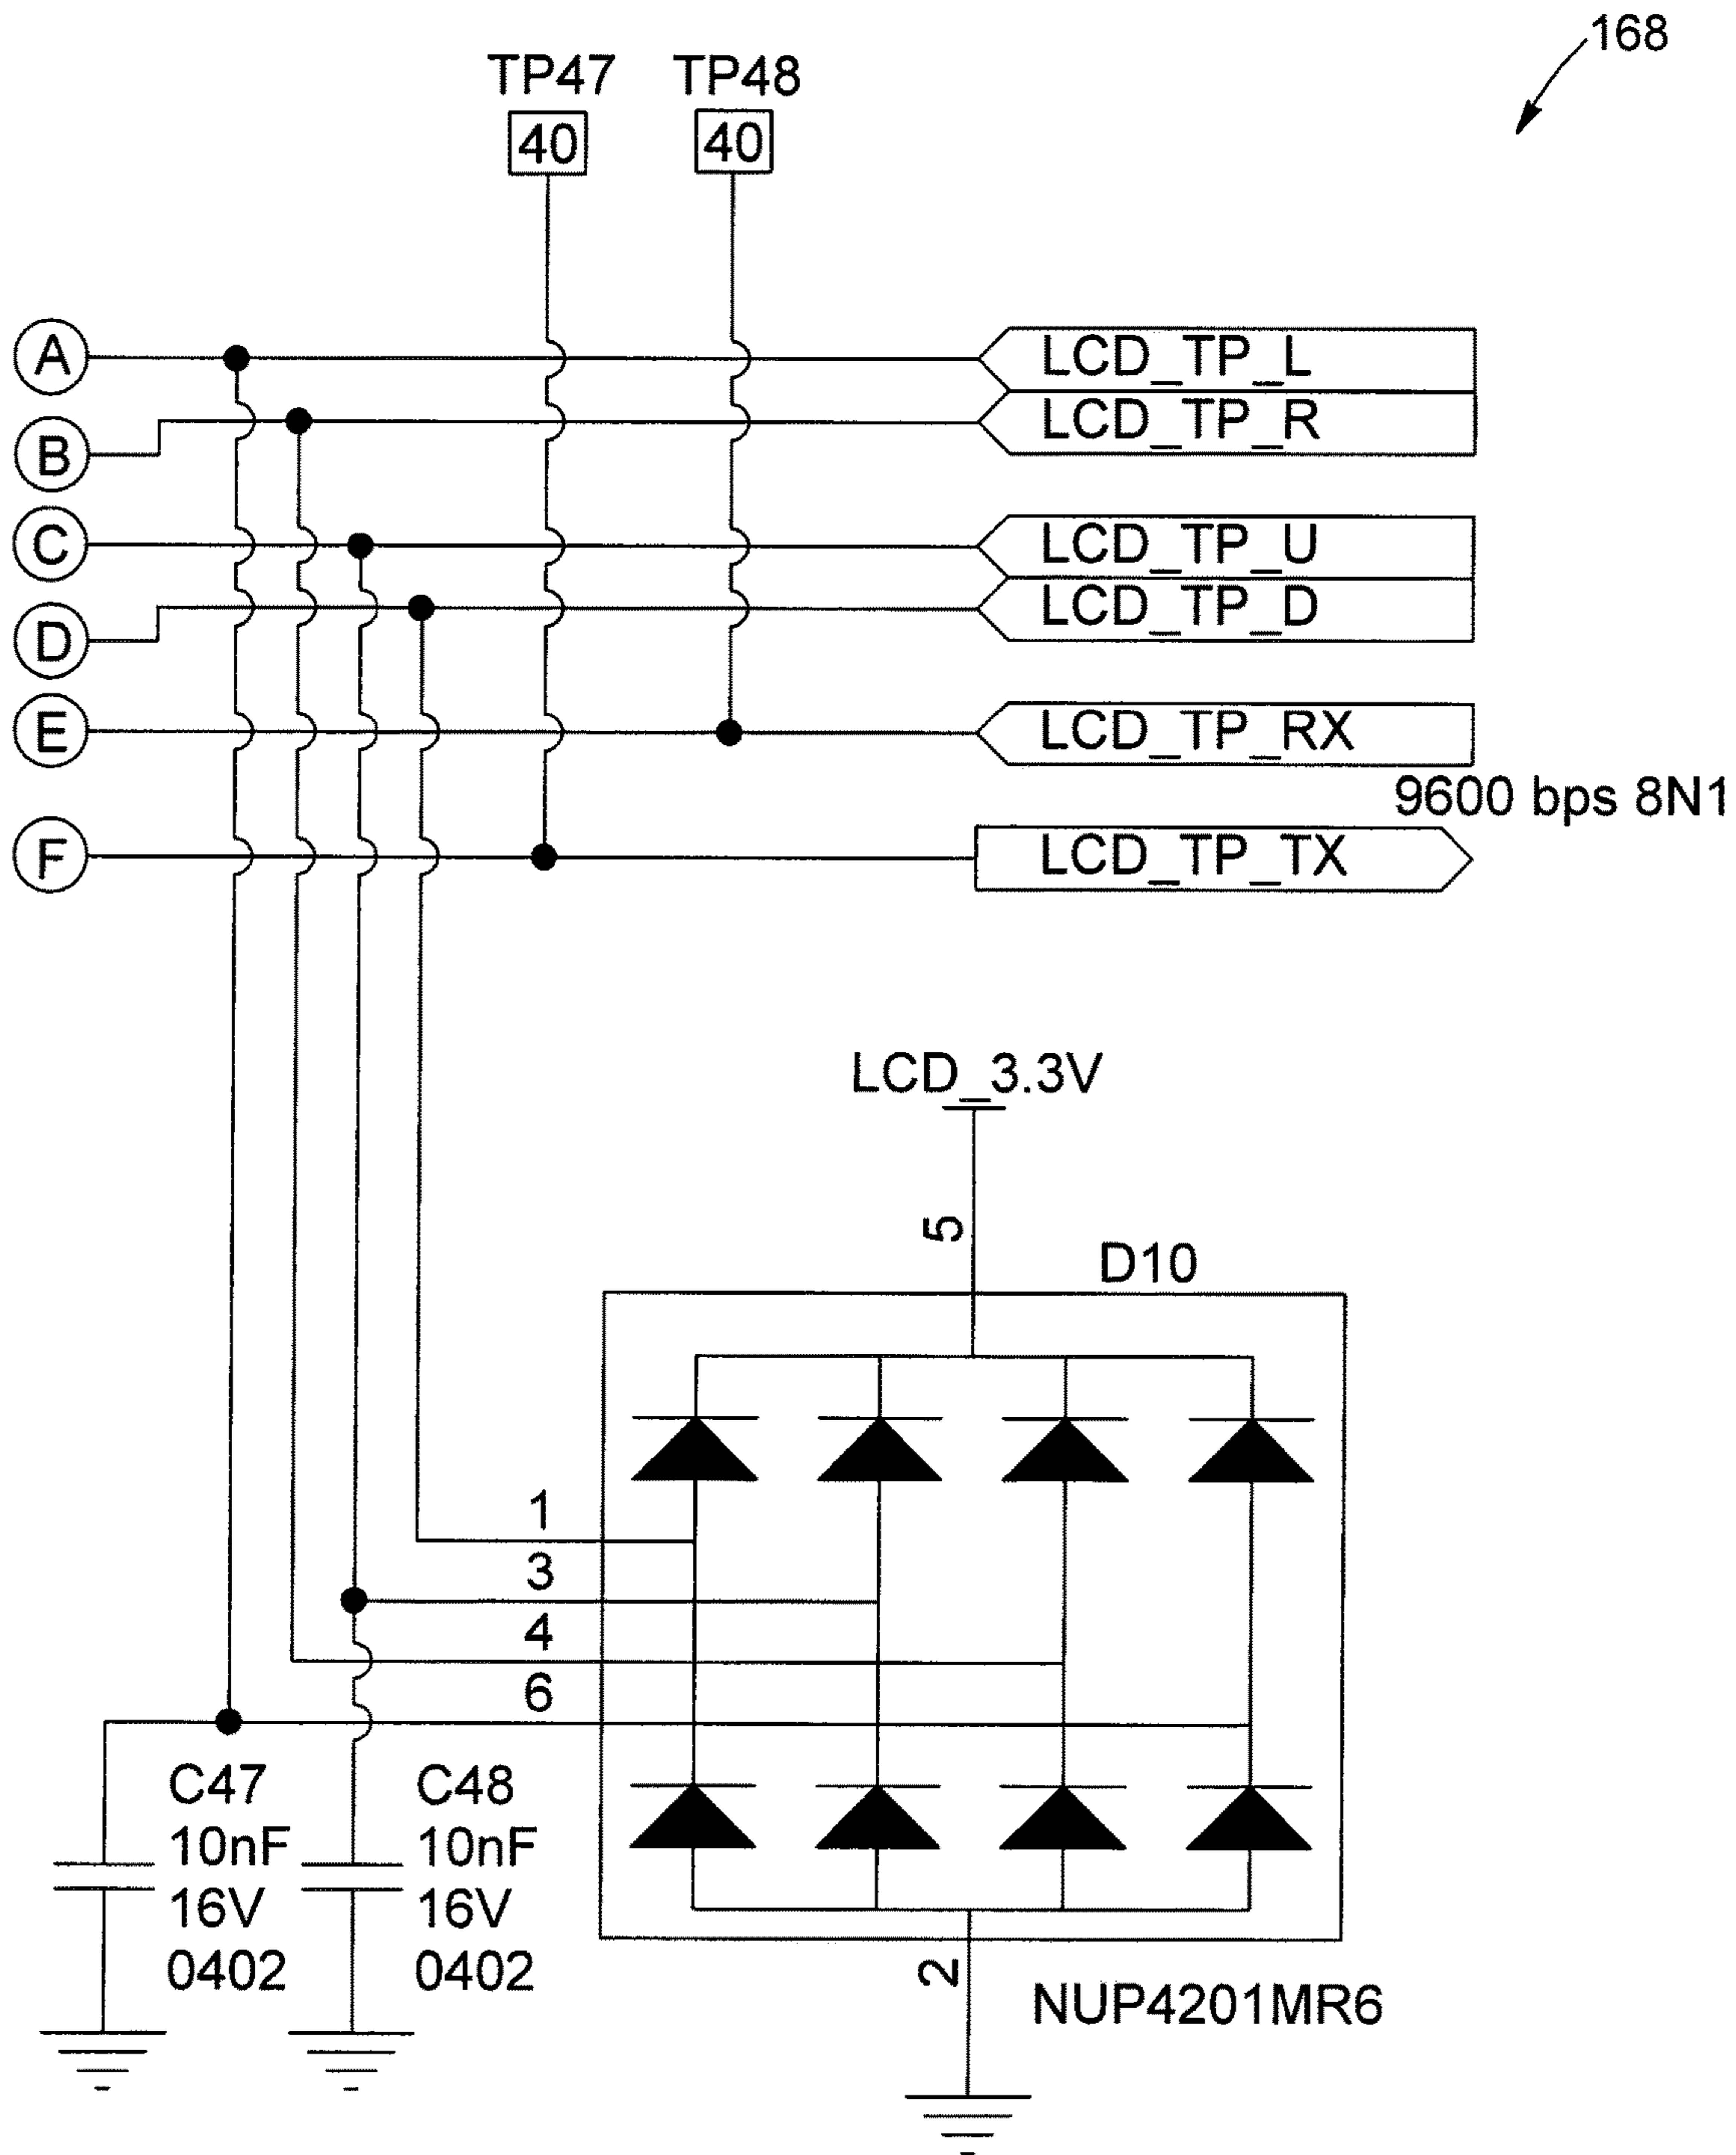 168
TP47 TP48
40 40
A LCD_TP_L
B LCD_TP_R
C LCD_TP_U
D LCD_TP_D
E LCD_TP_RX
9600 bps 8N1
F LCD_TP_TX
LCD_3.3V
5
D10
1
3
4
6
C47
10nF
16V
0402
C48
10nF
16V
0402
2
NUP4201MR6